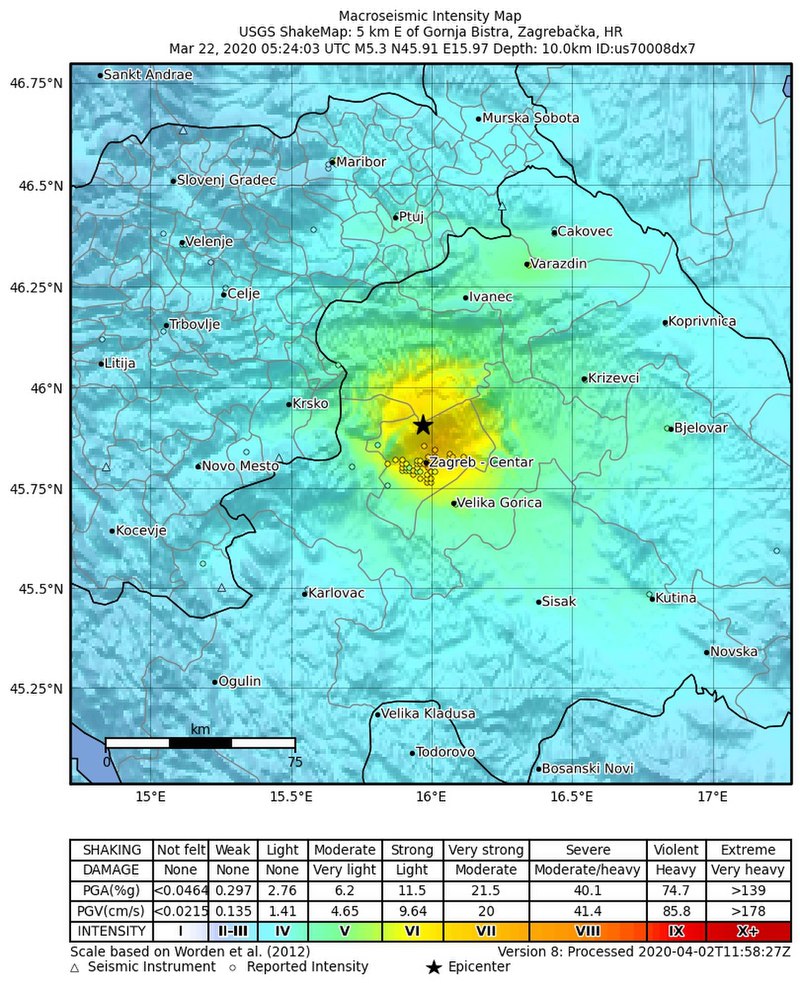 Macroseismic Intensity Map
USGS ShakeMap: 5 km E of Gornja Bistra, Zagrebačka, HR
Mar 22, 2020 05:24:03 UTC M5.3 N45.91 E15.97 Depth: 10.0km ID:us70008dx7
46.75°N
Sankt Andrae
Murska Sobota
Maribor
46.5°N
Slovenj Gradec
Ptuj
Cakovec
Velenje
Varazdin
46.25°N
Celje
Ivanec
Trbovlje
Koprivnica
Litija
46°N
Krizevci
Krsko
Bjelovar
Novo Mesto
Zagreb - Centar
45.75°N
Velika Gorica
Kocevje
45.5°N
Karlovac
Sisak
Kutina
Novska
45.25°N
Ogulin
Velika Kladusa
km
0 75
Todorovo
Bosanski Novi
15°E 15.5°E 16°E 16.5°E 17°E
SHAKING Not felt Weak Light Moderate Strong Very strong Severe Violent Extreme
DAMAGE None None None Very light Light Moderate Moderate/heavy Heavy Very heavy
PGA(%g) <0.0464 0.297 2.76 6.2 11.5 21.5 40.1 74.7 >139
PGV(cm/s) <0.0215 0.135 1.41 4.65 9.64 20 41.4 85.8 >178
INTENSITY I II-III IV V VI VII VIII IX X+
Scale based on Worden et al. (2012) Version 8: Processed 2020-04-02T11:58:27Z
Seismic Instrument Reported Intensity Epicenter